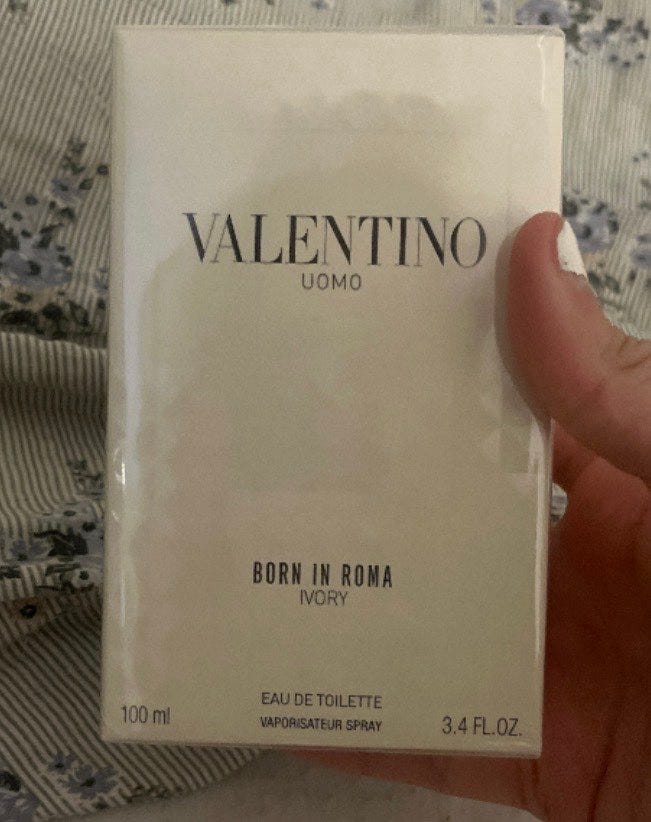 VALENTINO
UOMO
BORN IN ROMA
IVORY
EAU DE TOILETTE
100 ml VAPORISATEUR SPRAY 3.4 FL.OZ.